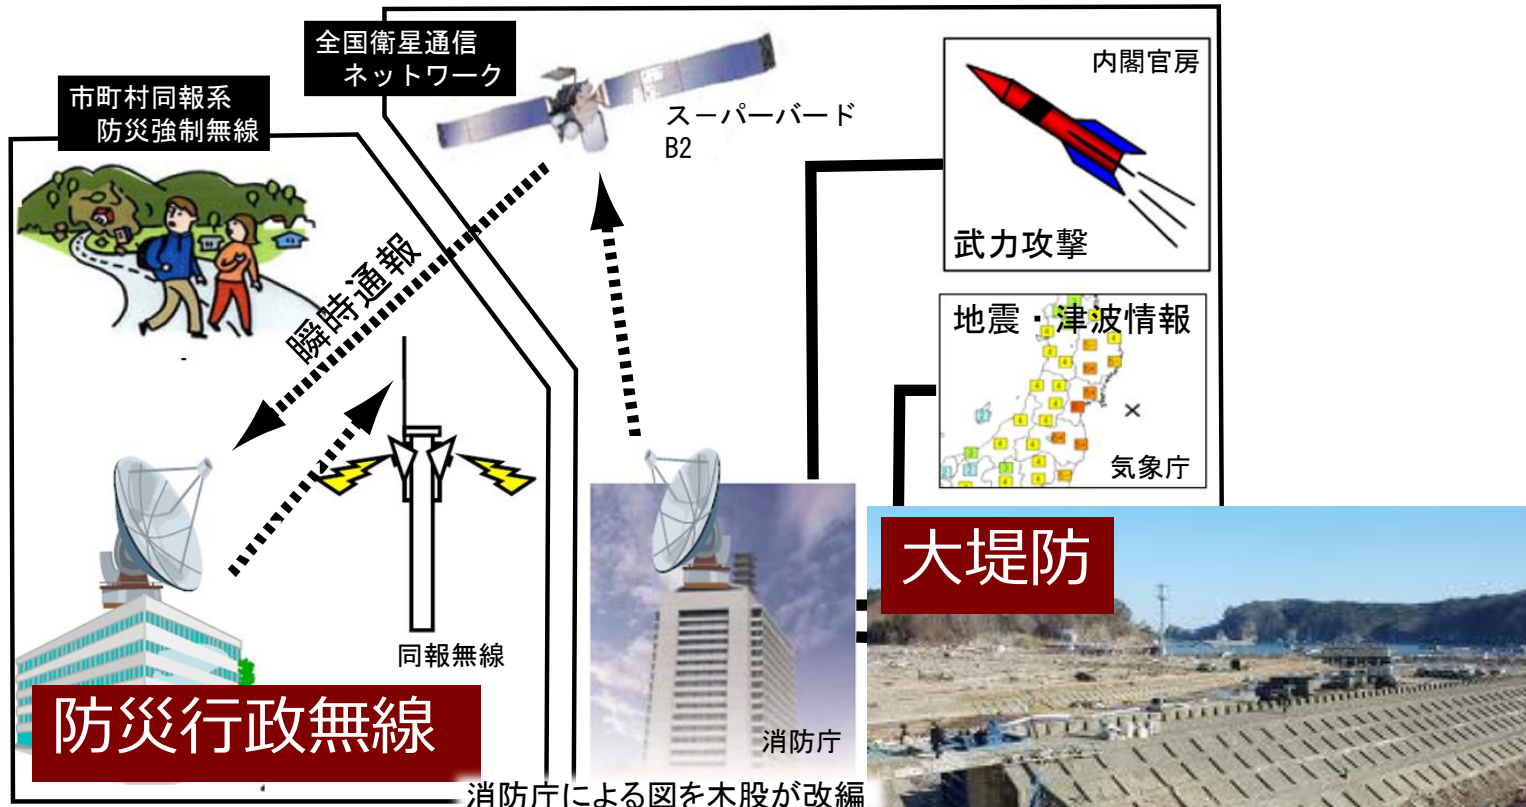 全国衛星通信
ネットワーク
市町村同報系
防災強制無線
スーパーバード
B2
内閣官房
武力攻撃
瞬時通報
地震・津波情報
気象庁
大堤防
同報無線
防災行政無線
消防庁
消防庁による図を木股が改編